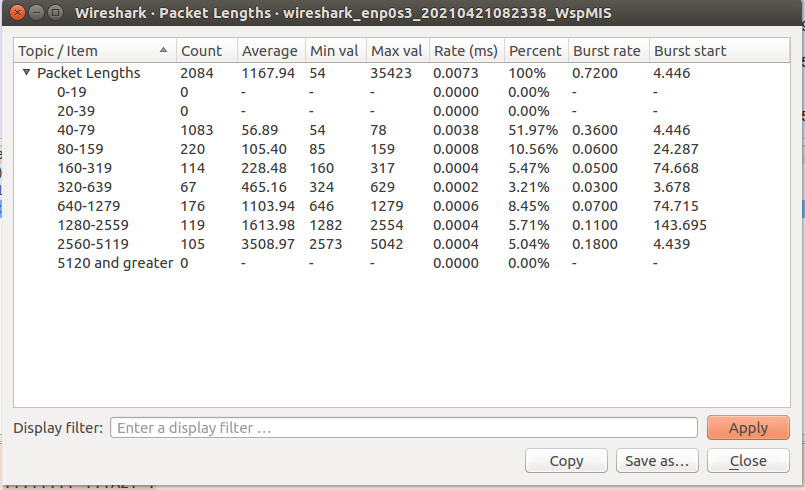 Wireshark · Packet Lengths · wireshark_enp0s3_20210421082338_WspMIS
Topic / Item Count Average Min val Max val Rate (ms) Percent Burst rate Burst start
Packet Lengths 2084 1167.94 54 35423 0.0073 100% 0.7200 4.446
0-19 0 - - - 0.0000 0.00% - -
20-39 0 - - - 0.0000 0.00% - -
40-79 1083 56.89 54 78 0.0038 51.97% 0.3600 4.446
80-159 220 105.40 85 159 0.0008 10.56% 0.0600 24.287
160-319 114 228.48 160 317 0.0004 5.47% 0.0500 74.668
320-639 67 465.16 324 629 0.0002 3.21% 0.0300 3.678
640-1279 176 1103.94 646 1279 0.0006 8.45% 0.0700 74.715
1280-2559 119 1613.98 1282 2554 0.0004 5.71% 0.1100 143.695
2560-5119 105 3508.97 2573 5042 0.0004 5.04% 0.1800 4.439
5120 and greater 0 - - - 0.0000 0.00% - -
Display filter: Enter a display filter ... Apply
Copy Save as... Close